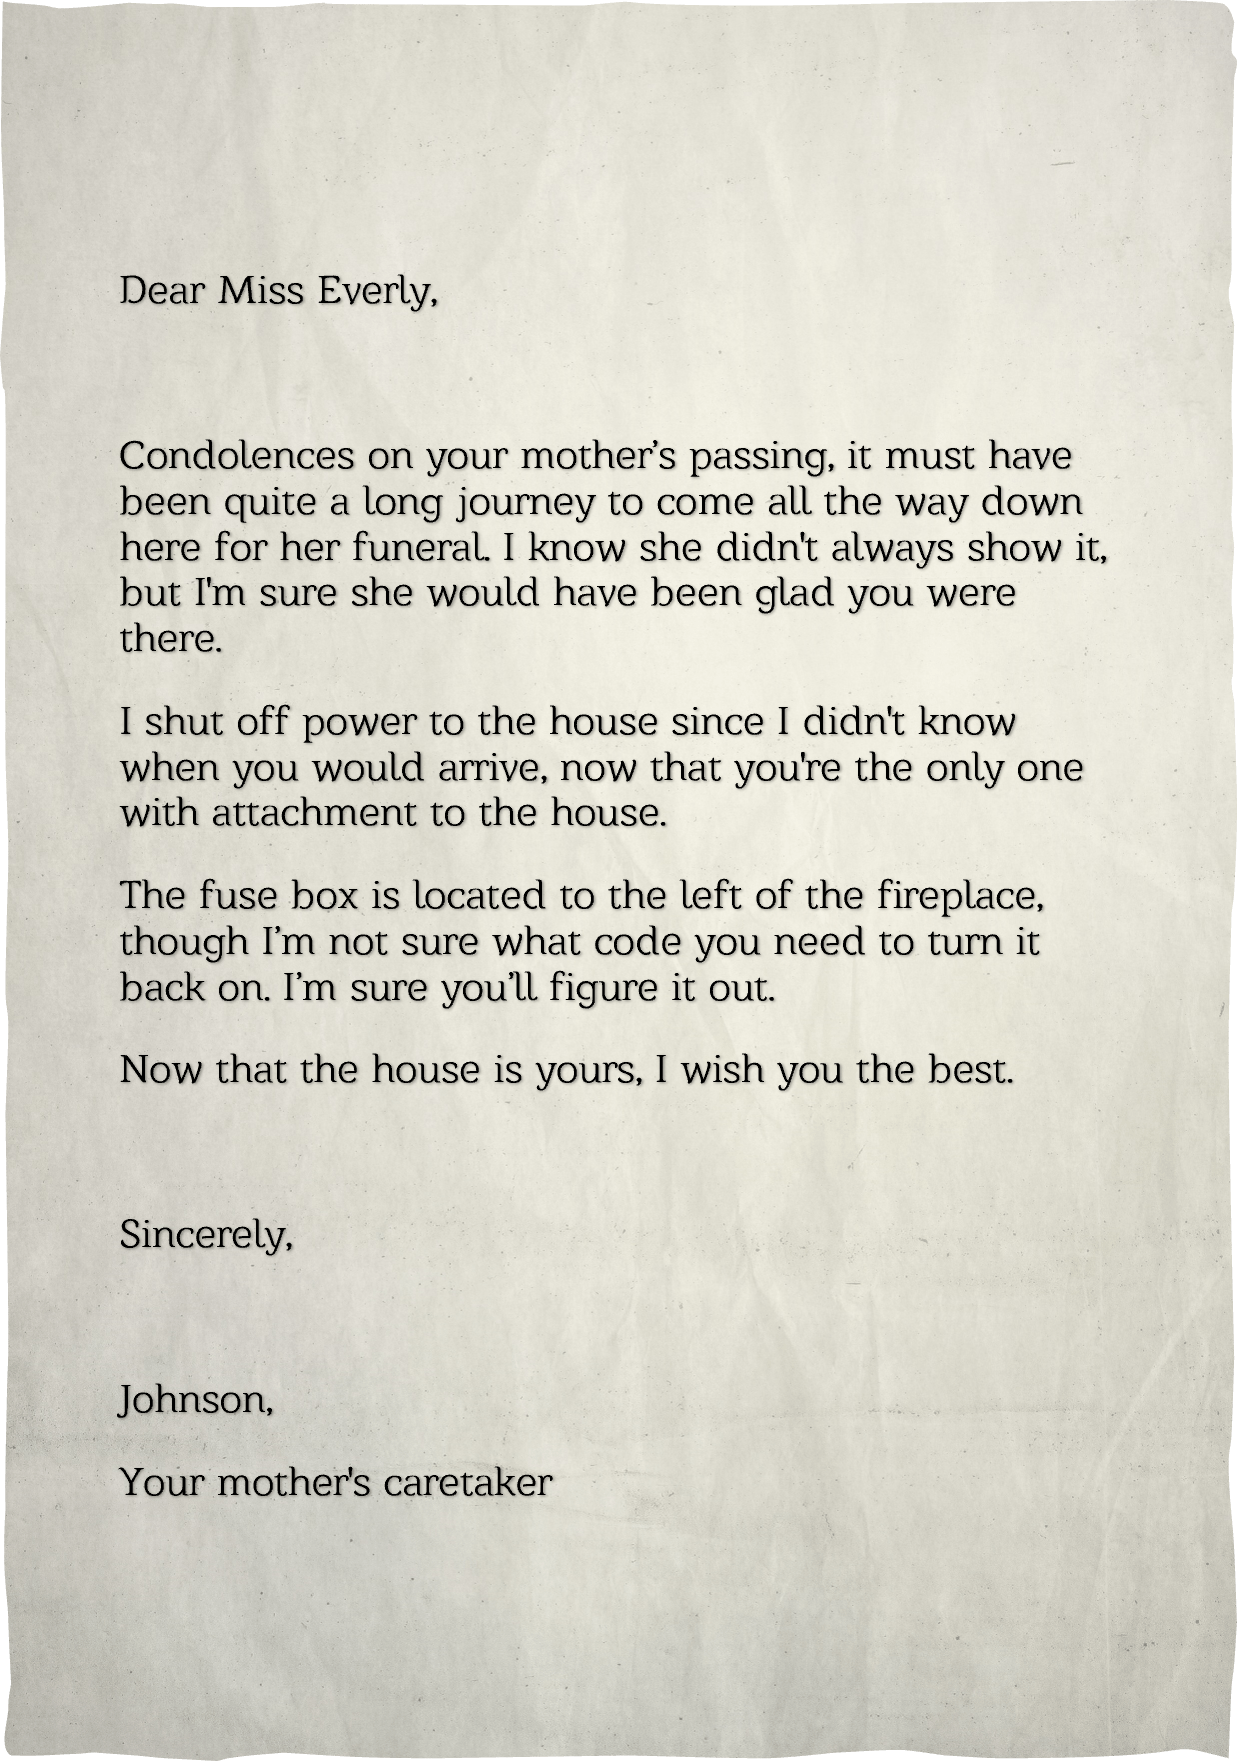 Dear Miss Everly,
Condolences on your mother’s passing, it must have
been quite a long journey to come all the way down
here for her funeral. I know she didn't always show it,
but I'm sure she would have been glad you were
there.
I shut off power to the house since I didn't know
when you would arrive, now that you're the only one
with attachment to the house.
The fuse box is located to the left of the fireplace,
though I’m not sure what code you need to turn it
back on. I’m sure you’ll figure it out.
Now that the house is yours, I wish you the best.
Sincerely,
Johnson,
Your mother's caretaker